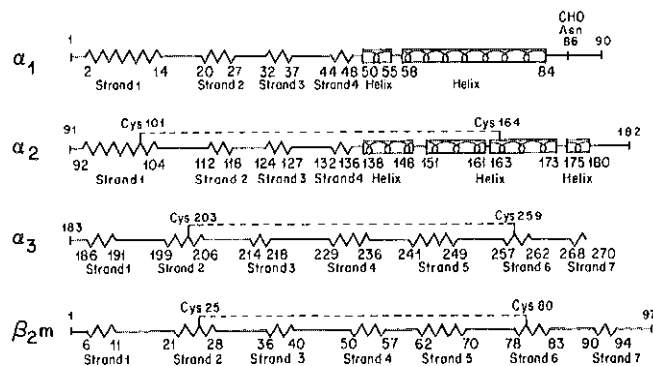 CHO
Asn
1 86 90
α1
2 14 20 27 32 37 44 48 50 55 58 84
Strand 1 Strand 2 Strand 3 Strand 4 Helix Helix
91 Cys 101 Cys 164 182
α2
92 104 112 118 124 127 132 136 138 148 151 161 163 173 175 180
Strand 1 Strand 2 Strand 3 Strand 4 Helix Helix Helix
183 Cys 203 Cys 259
α3
186 191 199 206 214 218 229 236 241 249 257 262 268 270
Strand 1 Strand 2 Strand 3 Strand 4 Strand 5 Strand 6 Strand 7
1 Cys 25 Cys 80 97
β2m
6 11 21 28 36 40 50 57 62 70 78 83 90 94
Strand 1 Strand 2 Strand 3 Strand 4 Strand 5 Strand 6 Strand 7